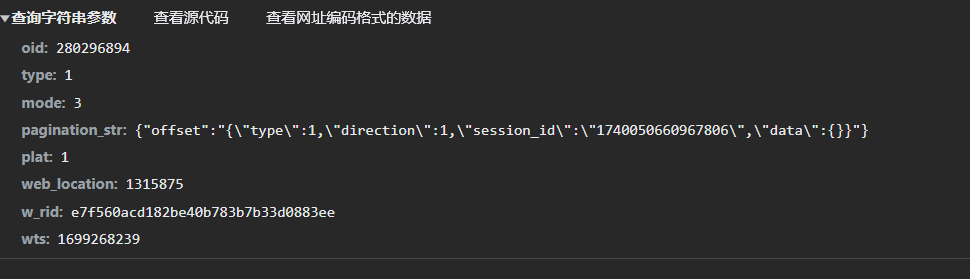 ▼查询字符串参数 查看源代码 查看网址编码格式的数据
oid: 280296894
type: 1
mode: 3
pagination_str: {"offset":"{\"type\":1,\"direction\":1,\"session_id\":\"1740050660967806\",\"data\":{}}"}
plat: 1
web_location: 1315875
w_rid: e7f560acd182be40b783b7b33d0883ee
wts: 1699268239